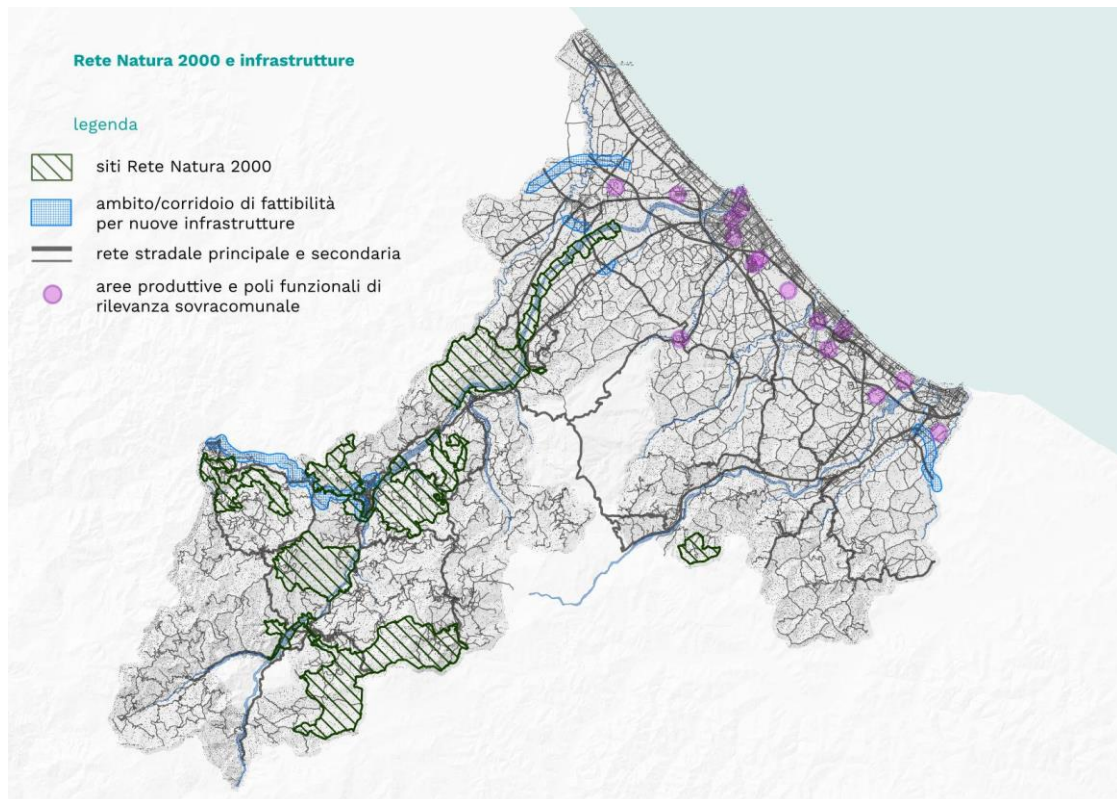 Rete Natura 2000 e infrastrutture
legenda
siti Rete Natura 2000
ambito/corridoio di fattibilità
per nuove infrastrutture
rete stradale principale e secondaria
aree produttive e poli funzionali di
rilevanza sovracomunale